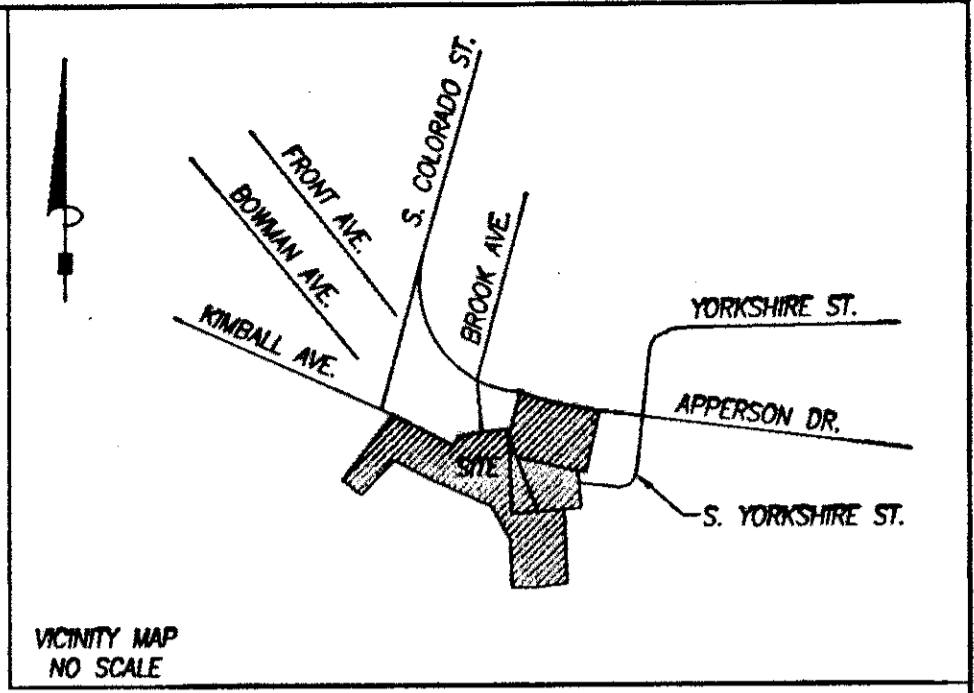 S. COLORADO ST.
FRONT AVE.
BOWMAN AVE.
BROOK AVE.
KIMBALL AVE.
YORKSHIRE ST.
APPERSON DR.
SITE
S. YORKSHIRE ST.
VICINITY MAP
NO SCALE